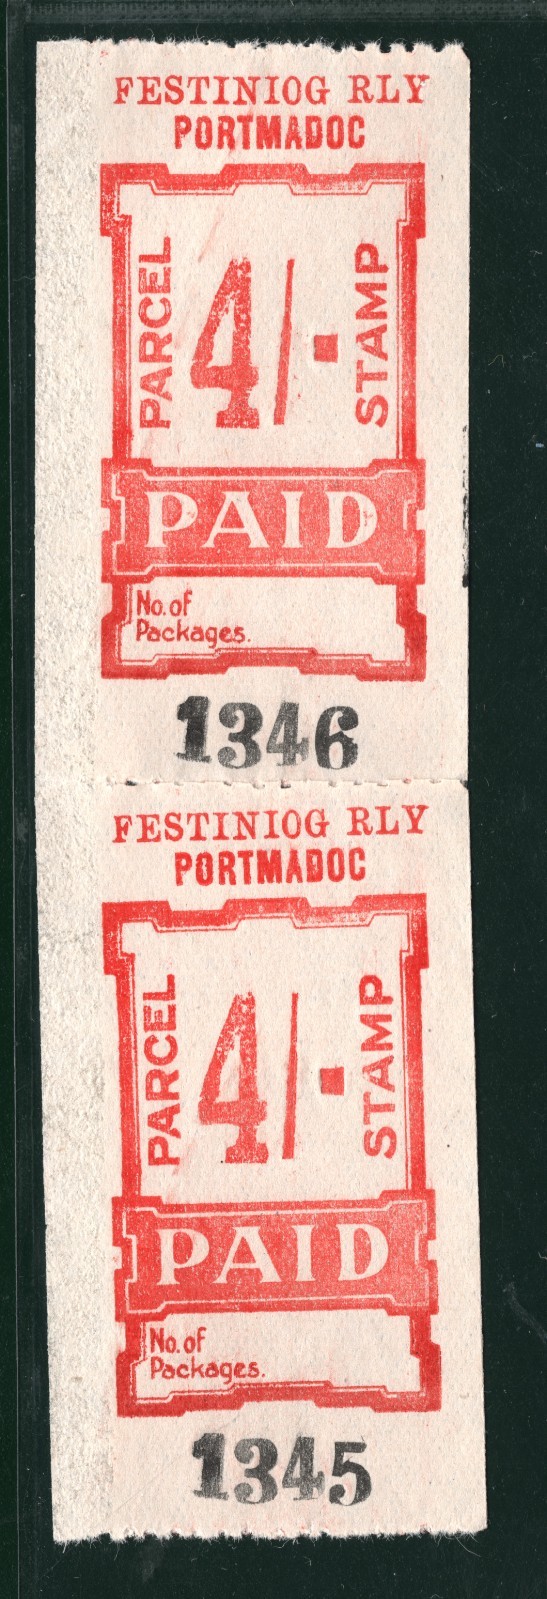 FESTINIOG RLY
PORTMADOC
PARCEL
4/-
STAMP
PAID
No. of
Packages.
1346
FESTINIOG RLY
PORTMADOC
PARCEL
4/-
STAMP
PAID
No. of
Packages.
1345